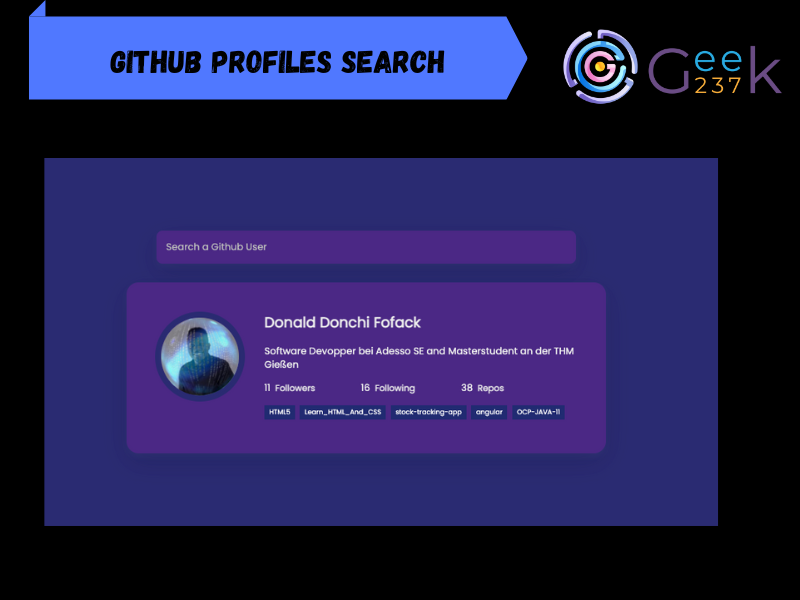 GITHUB PROFILES SEARCH
Geek
237
Search a Github User
Donald Donchi Fofack
Software Devopper bei Adesso SE and Masterstudent an der THM
Gießen
11 Followers 16 Following 38 Repos
HTML5 Learn_HTML_And_CSS stock-tracking-app angular OCP-JAVA-11